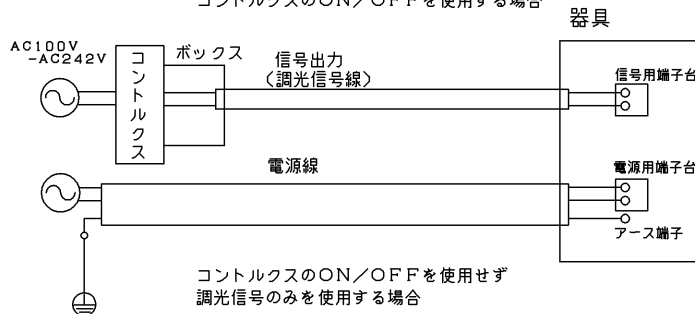 コントルクスのON/OFFを使用する場合
器具
AC100V
-AC242V
コントルクス
ボックス
信号出力
(調光信号線)
信号用端子台
電源線
電源用端子台
アース端子
コントルクスのON/OFFを使用せず
調光信号のみを使用する場合